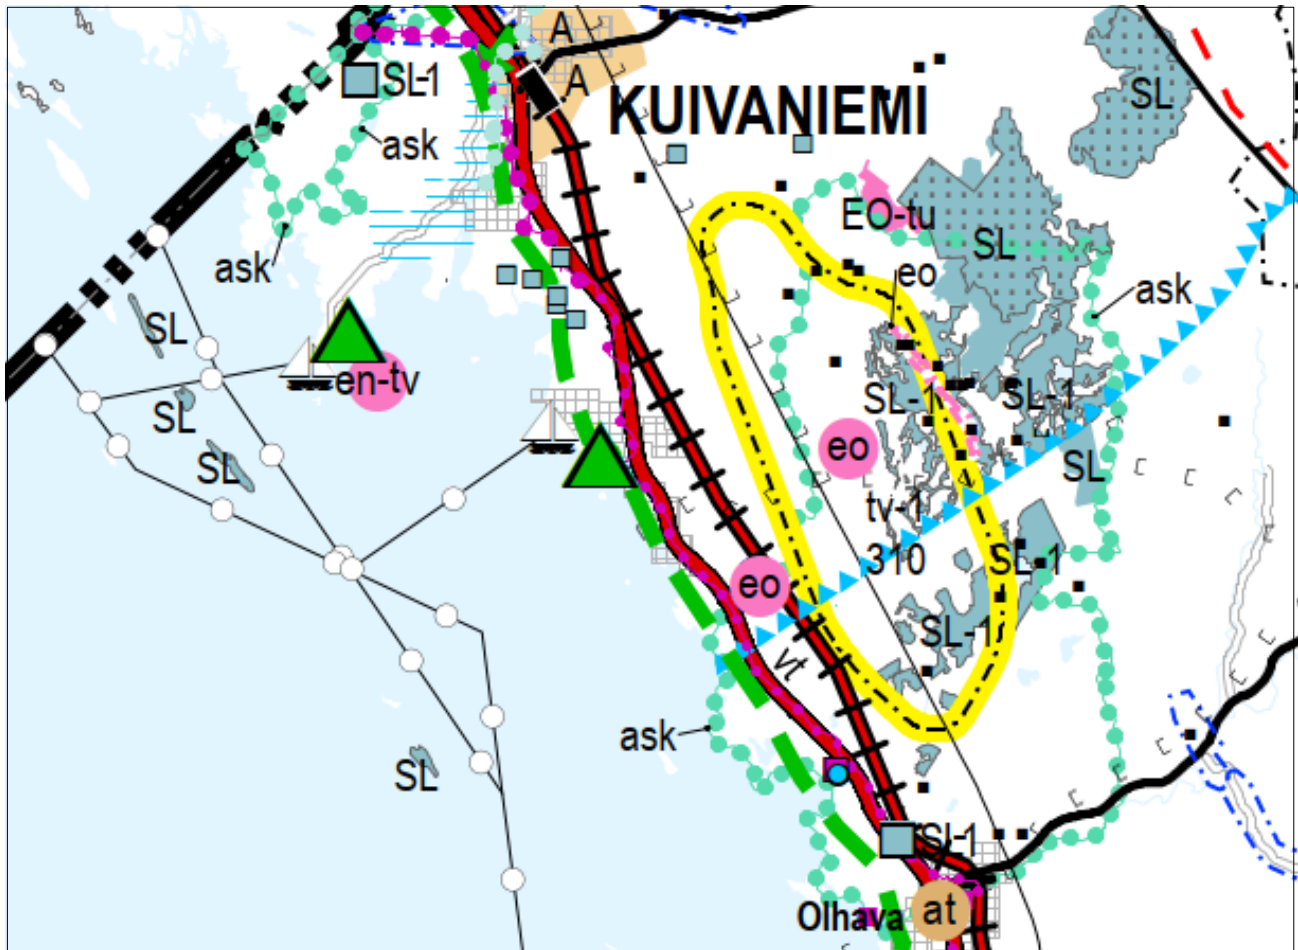 A
A
SL-1
KUIVANIEMI
SL
ask
EO-tu
SL
ask
eo
ask
SL
en-tv
SL-1
SL-1
SL
eo
SL
SL
tv-1
310
SL-1
eo
SL-1
vt
ask
SL
SL-1
Olhava
at